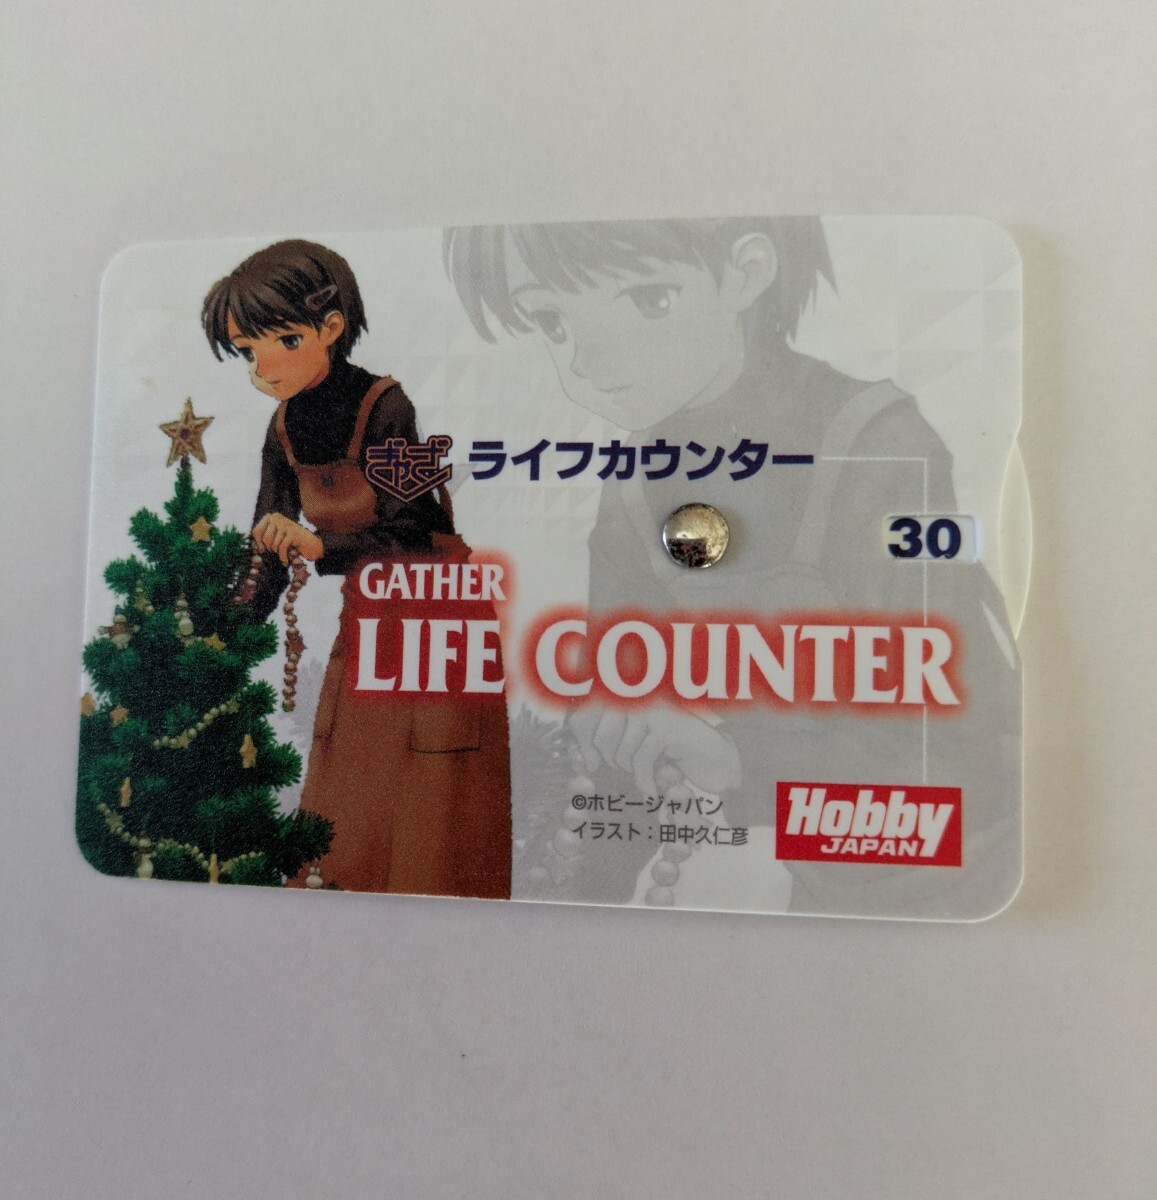 ぎゃざ ライフカウンター
30
GATHER
LIFE COUNTER
©ホビージャパン
イラスト：田中久仁彦
Hobby
JAPAN